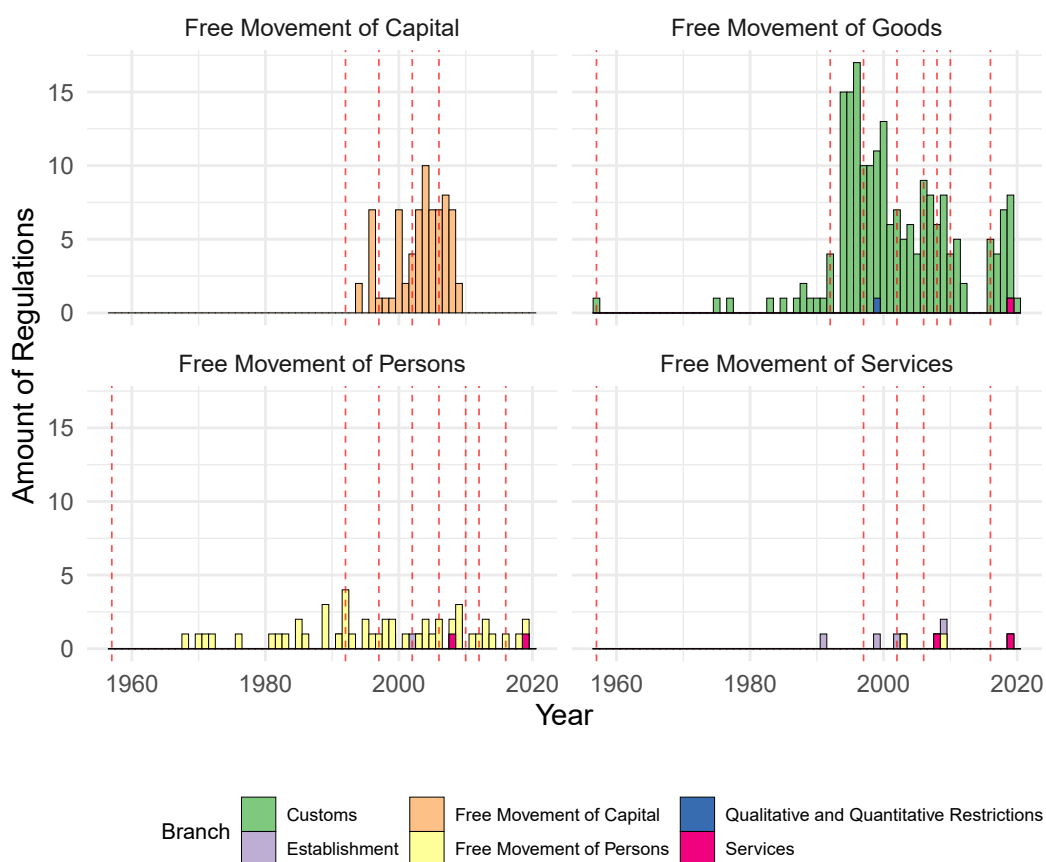 Free Movement of Capital
Free Movement of Goods
15
10
5
0
Amount of Regulations
Free Movement of Persons
Free Movement of Services
15
10
5
0
1960 1980 2000 2020 1960 1980 2000 2020
Year
Branch
Customs
Free Movement of Capital
Qualitative and Quantitative Restrictions
Establishment
Free Movement of Persons
Services